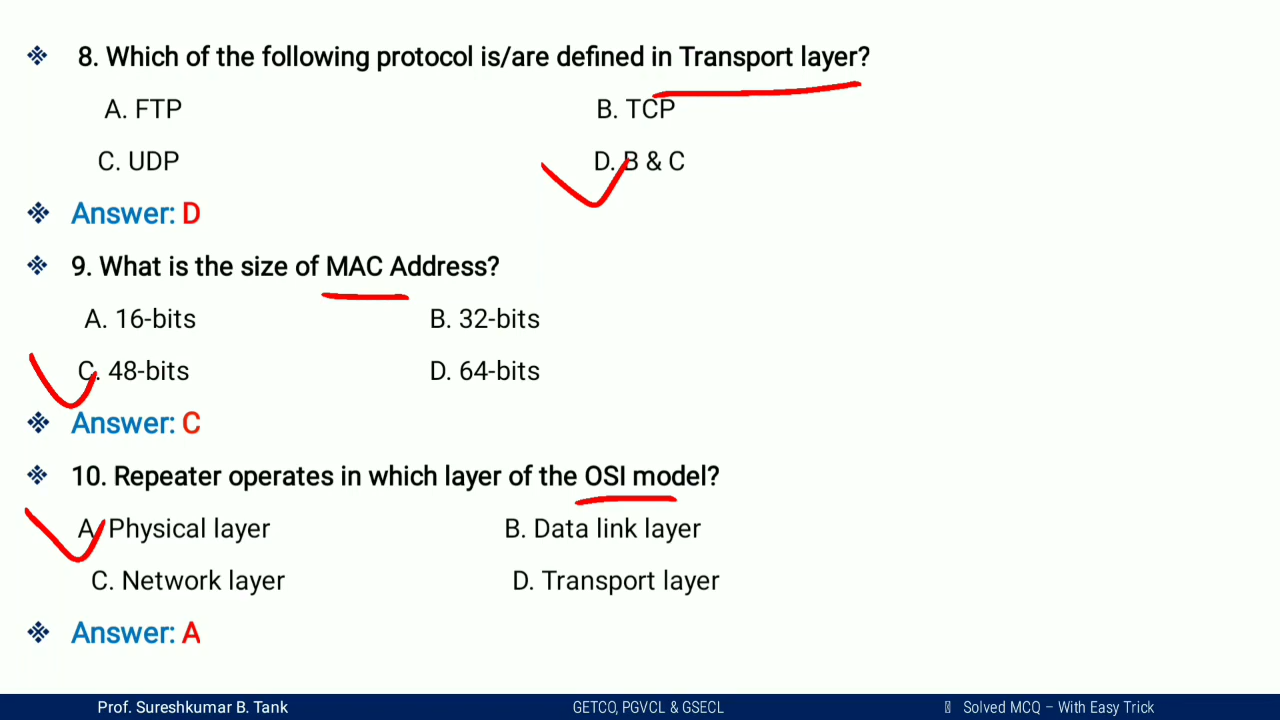 8. Which of the following protocol is/are defined in Transport layer?
A. FTP B. TCP
C. UDP D. B & C
Answer: D
9. What is the size of MAC Address?
A. 16-bits B. 32-bits
C. 48-bits D. 64-bits
Answer: C
10. Repeater operates in which layer of the OSI model?
A. Physical layer B. Data link layer
C. Network layer D. Transport layer
Answer: A
Prof. Sureshkumar B. Tank GETCO, PGVCL & GSECL Solved MCQ – With Easy Trick